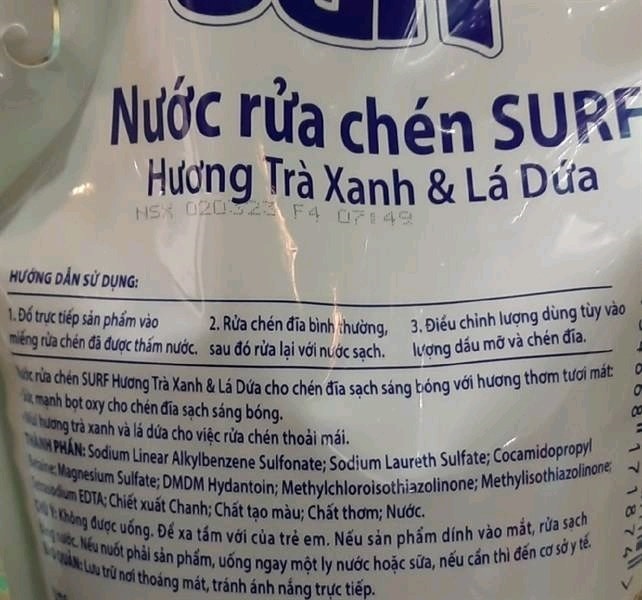 SURF
Nước rửa chén SURF
Hương Trà Xanh & Lá Dứa
NSX 020323 F4 07:49
HƯỚNG DẪN SỬ DỤNG:
1. Đổ trực tiếp sản phẩm vào miếng rửa chén đã được thấm nước.
2. Rửa chén đĩa bình thường, sau đó rửa lại với nước sạch.
3. Điều chỉnh lượng dùng tùy vào lượng dầu mỡ và chén đĩa.
rửa chén SURF Hương Trà Xanh & Lá Dứa cho chén đĩa sạch sáng bóng với hương thơm tươi mát:
mạnh bọt oxy cho chén đĩa sạch sáng bóng.
hương trà xanh và lá dứa cho việc rửa chén thoải mái.
THÀNH PHẦN: Sodium Linear Alkylbenzene Sulfonate; Sodium Laureth Sulfate; Cocamidopropyl
Betaine; Magnesium Sulfate; DMDM Hydantoin; Methylchloroisothiazolinone; Methylisothiazolinone;
Tetrasodium EDTA; Chiết xuất Chanh; Chất tạo màu; Chất thơm; Nước.
CHÚ Ý: Không được uống. Để xa tầm với của trẻ em. Nếu sản phẩm dính vào mắt, rửa sạch
bằng nước. Nếu nuốt phải sản phẩm, uống ngay một ly nước hoặc sữa, nếu cần thì đến cơ sở y tế.
BẢO QUẢN: Lưu trữ nơi thoáng mát, tránh ánh nắng trực tiếp.